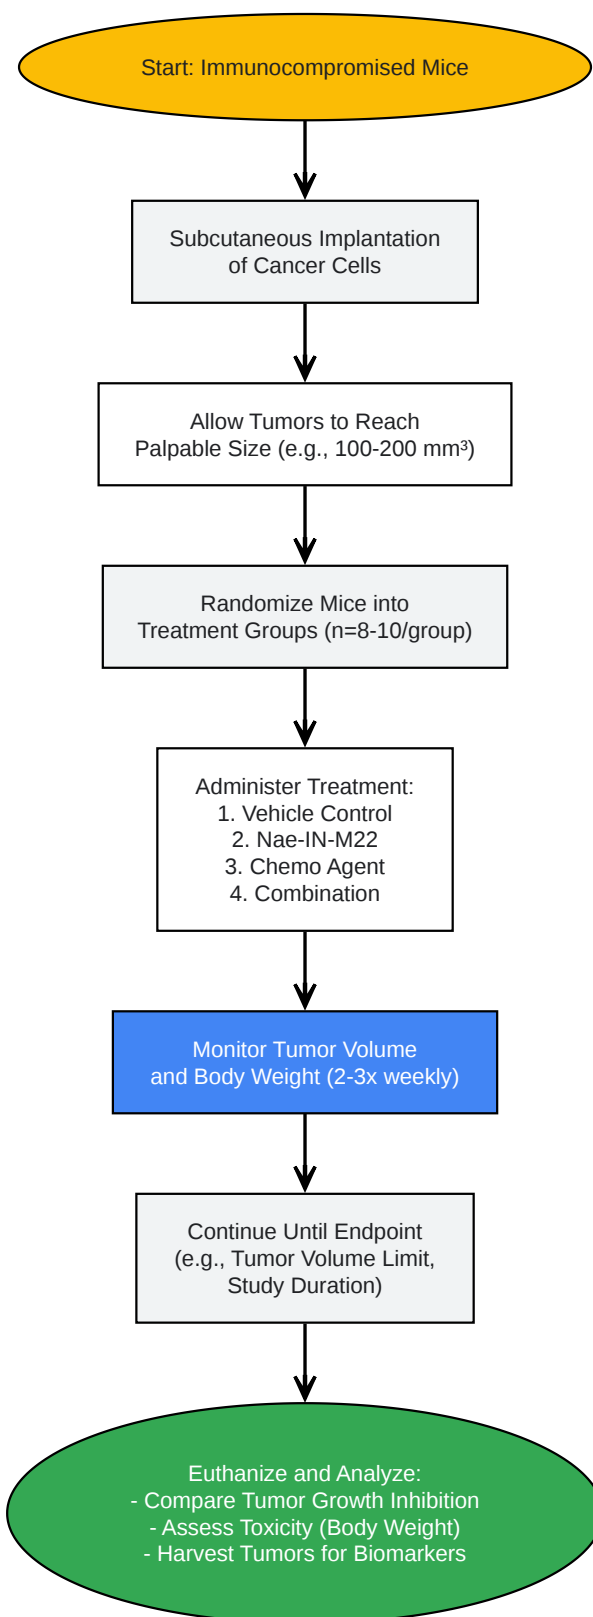 Start: Immunocompromised Mice
Subcutaneous Implantation
of Cancer Cells
Allow Tumors to Reach
Palpable Size (e.g., 100-200 mm³)
Randomize Mice into
Treatment Groups (n=8-10/group)
Administer Treatment:
1. Vehicle Control
2. Nae-IN-M22
3. Chemo Agent
4. Combination
Monitor Tumor Volume
and Body Weight (2-3x weekly)
Continue Until Endpoint
(e.g., Tumor Volume Limit,
Study Duration)
Euthanize and Analyze:
- Compare Tumor Growth Inhibition
- Assess Toxicity (Body Weight)
- Harvest Tumors for Biomarkers